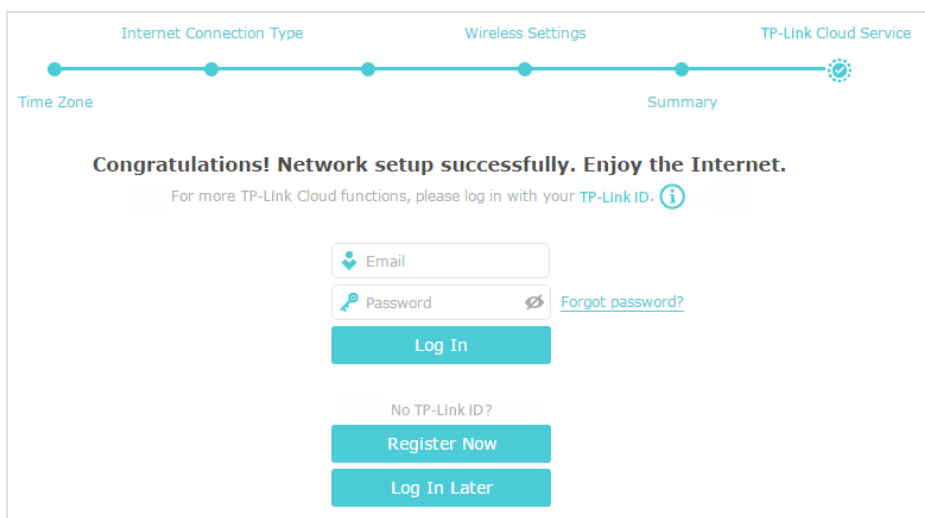 Internet Connection Type Wireless Settings TP-Link Cloud Service
Time Zone Summary
Congratulations! Network setup successfully. Enjoy the Internet.
For more TP-Link Cloud functions, please log in with your TP-Link ID.
Email
Password Forgot password?
Log In
No TP-Link ID?
Register Now
Log In Later